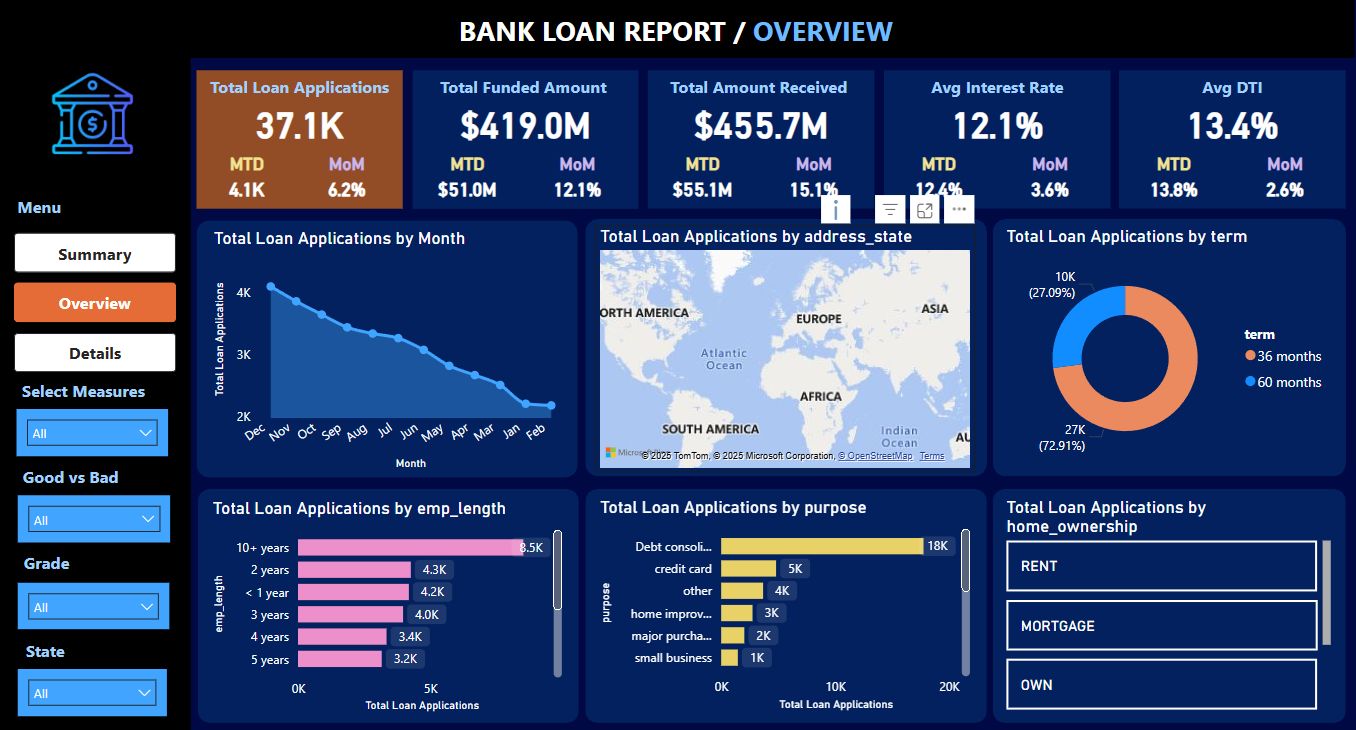 BANK LOAN REPORT / OVERVIEW
Total Loan Applications
37.1K
MTD MoM
4.1K 6.2%
Total Funded Amount
$419.0M
MTD MoM
$51.0M 12.1%
Total Amount Received
$455.7M
MTD MoM
$55.1M 15.1%
Avg Interest Rate
12.1%
MTD MoM
12.4% 3.6%
Avg DTI
13.4%
MTD MoM
13.8% 2.6%
Menu
Summary
Overview
Details
Select Measures
All
Good vs Bad
All
Grade
All
State
All
Total Loan Applications by Month
Total Loan Applications
4K
3K
2K
Dec Nov Oct Sep Aug Jul Jun May Apr Mar Jan Feb
Month
Total Loan Applications by address_state
ORTH AMERICA
EUROPE
ASIA
Atlantic
Ocean
AFRICA
SOUTH AMERICA
Indian
Ocean
AU
© 2025 TomTom, © 2025 Microsoft Corporation, © OpenStreetMap Terms
Total Loan Applications by term
10K
(27.09%)
27K
(72.91%)
term
36 months
60 months
Total Loan Applications by emp_length
emp_length
10+ years 8.5K
2 years 4.3K
< 1 year 4.2K
3 years 4.0K
4 years 3.4K
5 years 3.2K
0K 5K
Total Loan Applications
Total Loan Applications by purpose
purpose
Debt consoli... 18K
credit card 5K
other 4K
home improv... 3K
major purcha... 2K
small business 1K
0K 10K 20K
Total Loan Applications
Total Loan Applications by
home_ownership
RENT
MORTGAGE
OWN